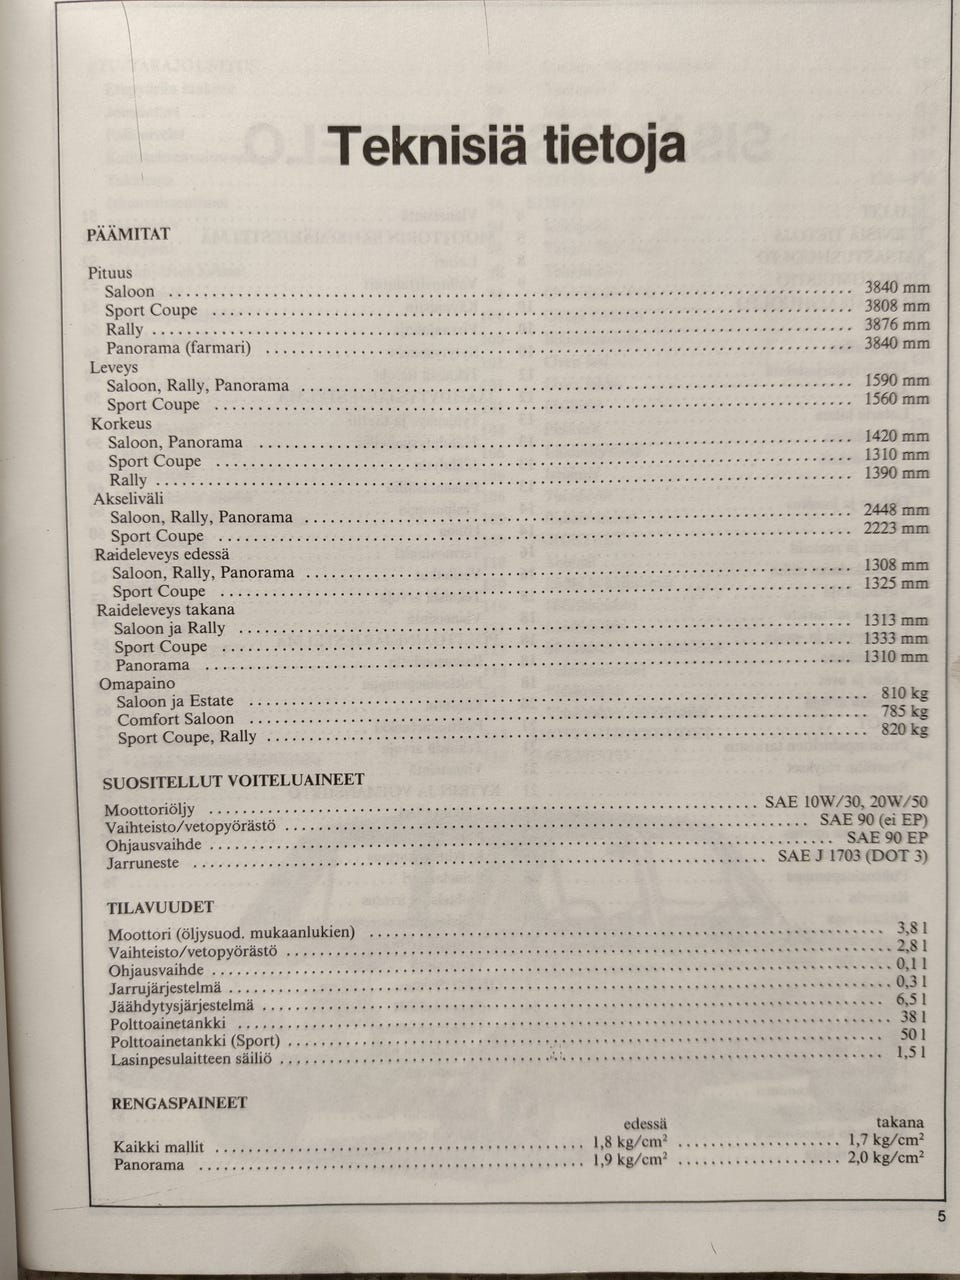 Teknisiä tietoja
PÄÄMITAT
Pituus
Saloon 3840 mm
Sport Coupe 3808 mm
Rally 3876 mm
Panorama (farmari) 3840 mm
Leveys
Saloon, Rally, Panorama 1590 mm
Sport Coupe 1560 mm
Korkeus
Saloon, Panorama 1420 mm
Sport Coupe 1310 mm
Rally 1390 mm
Akseliväli
Saloon, Rally, Panorama 2448 mm
Sport Coupe 2223 mm
Raideleveys edessä
Saloon, Rally, Panorama 1308 mm
Sport Coupe 1325 mm
Raideleveys takana
Saloon ja Rally 1313 mm
Sport Coupe 1333 mm
Panorama 1310 mm
Omapaino
Saloon ja Estate 810 kg
Comfort Saloon 785 kg
Sport Coupe, Rally 820 kg
SUOSITELLUT VOITELUAINEET
Moottoriöljy SAE 10W/30, 20W/50
Vaihteisto/vetopyörästö SAE 90 (ei EP)
Ohjausvaihde SAE 90 EP
Jarruneste SAE J 1703 (DOT 3)
TILAVUUDET
Moottori (öljysuod. mukaanlukien) 3,8 l
Vaihteisto/vetopyörästö 2,8 l
Ohjausvaihde 0,1 l
Jarrujärjestelmä 0,3 l
Jäähdytysjärjestelmä 6,5 l
Polttoainetankki 38 l
Polttoainetankki (Sport) 50 l
Lasinpesulaitteen säiliö 1,5 l
RENGASPAINEET
edessä takana
Kaikki mallit 1,8 kg/cm² 1,7 kg/cm²
Panorama 1,9 kg/cm² 2,0 kg/cm²
5